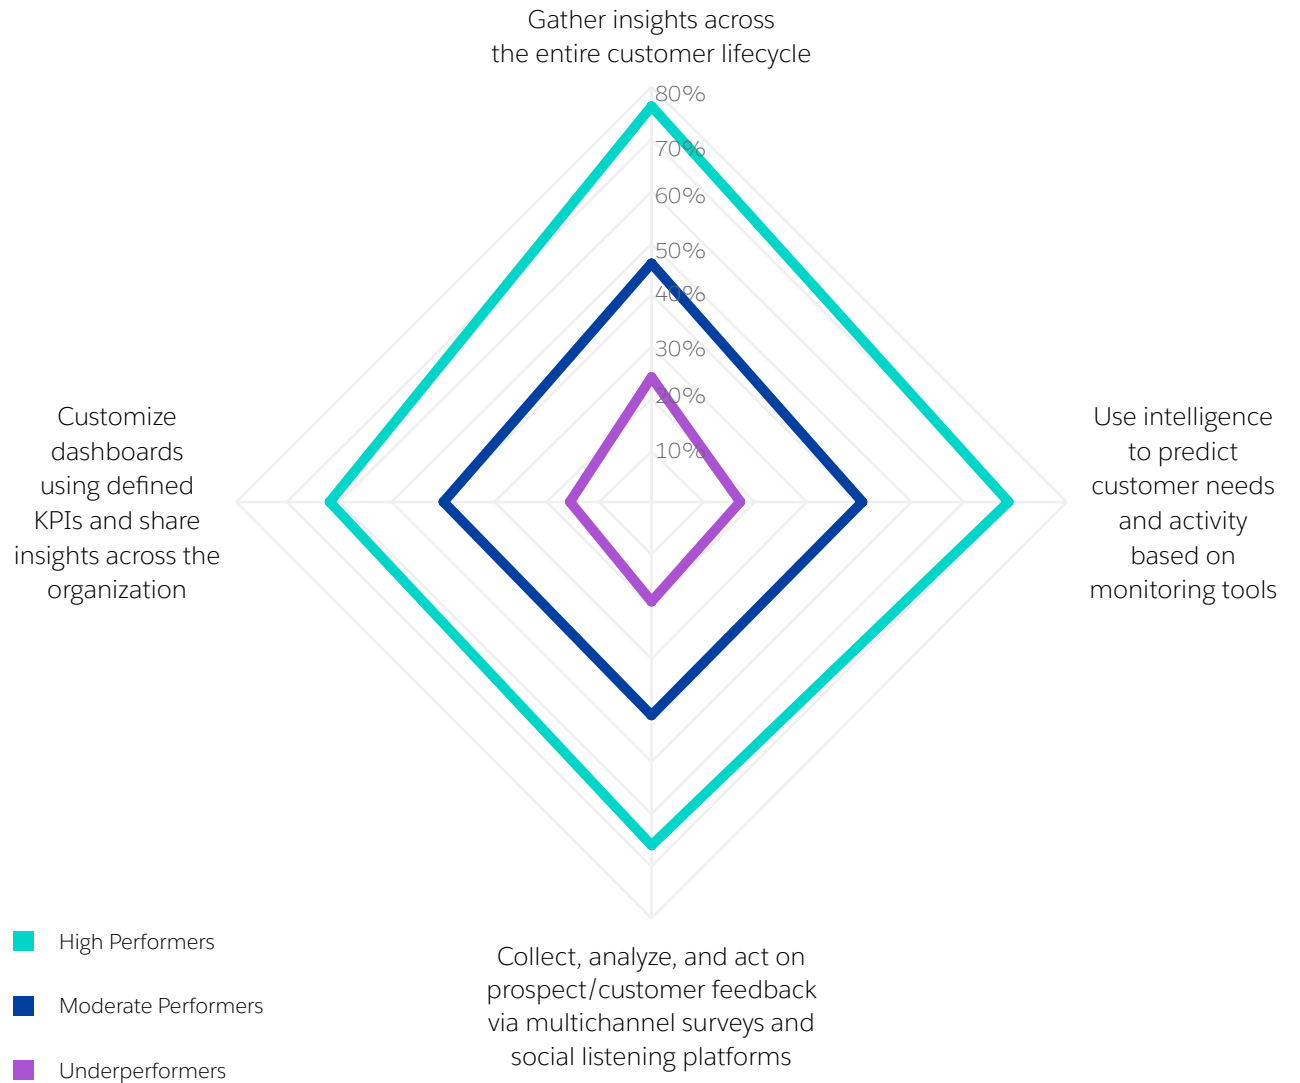 Gather insights across
the entire customer lifecycle
80%
70%
60%
50%
40%
30%
20%
10%
Customize
dashboards
using defined
KPIs and share
insights across the
organization
Use intelligence
to predict
customer needs
and activity
based on
monitoring tools
Collect, analyze, and act on
prospect/customer feedback
via multichannel surveys and
social listening platforms
High Performers
Moderate Performers
Underperformers